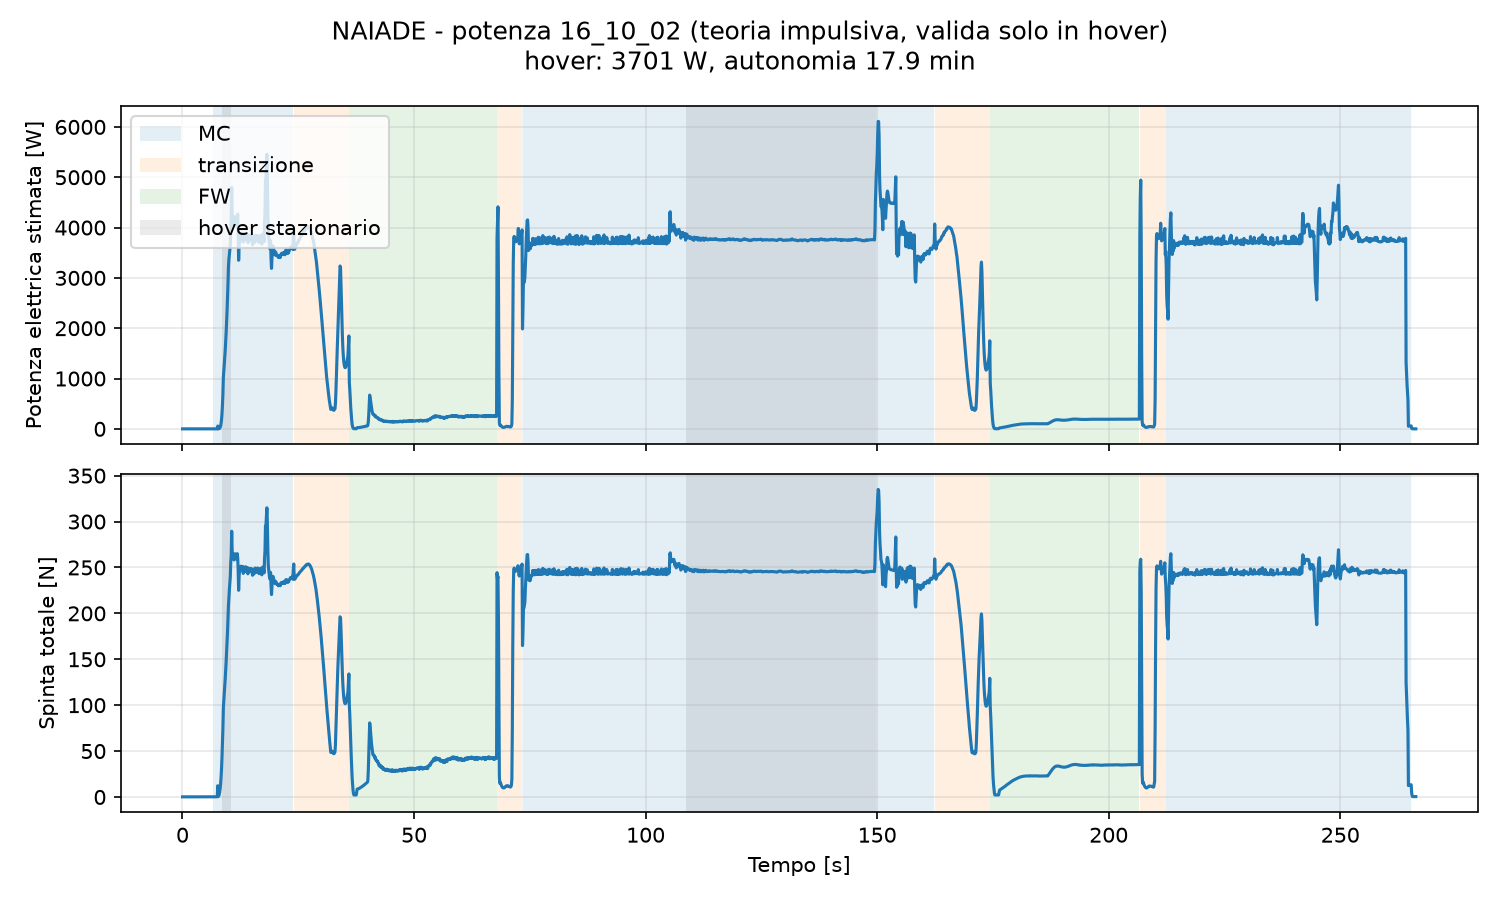 NAIADE - potenza 16_10_02 (teoria impulsiva, valida solo in hover)
hover: 3701 W, autonomia 17.9 min
Potenza elettrica stimata [W]
6000
5000
4000
3000
2000
1000
0
MC
transizione
FW
hover stazionario
Spinta totale [N]
350
300
250
200
150
100
50
0
0 50 100 150 200 250
Tempo [s]